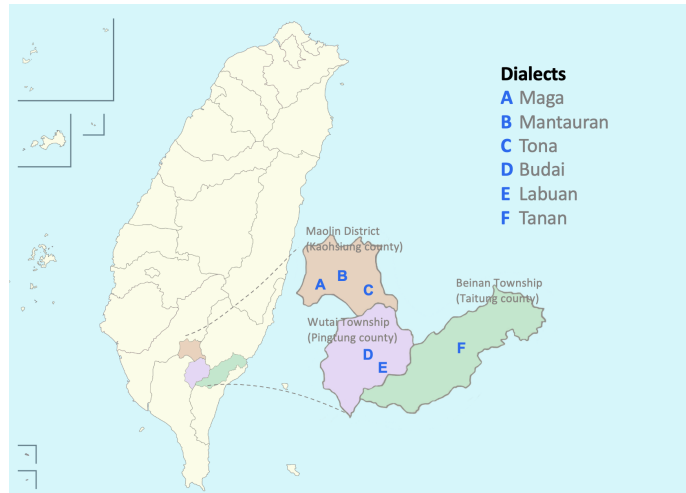 Dialects
A Maga
B Mantauran
C Tona
D Budai
E Labuan
F Tanan
Maolin District
(Kaohsiung county)
A
B
C
Beinan Township
(Taitung county)
Wutai Township
(Pingtung county)
D
E
F